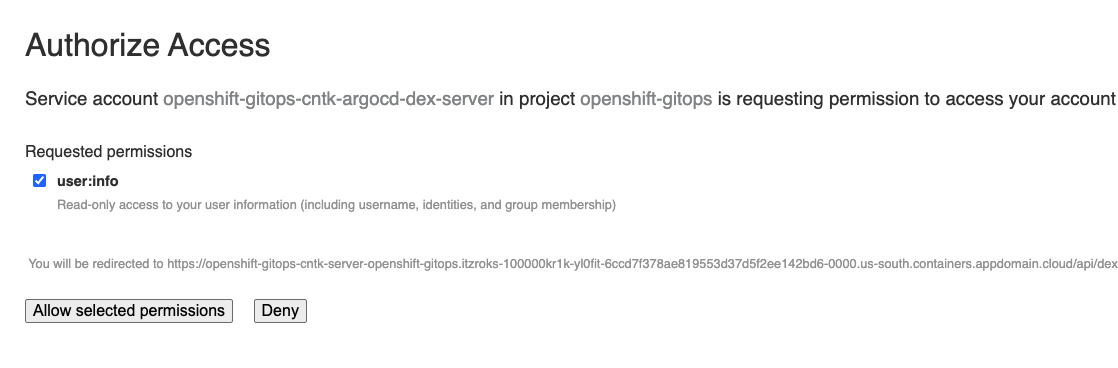 Authorize Access
Service account openshift-gitops-cntk-argocd-dex-server in project openshift-gitops is requesting permission to access your account
Requested permissions
user:info
Read-only access to your user information (including username, identities, and group membership)
You will be redirected to https://openshift-gitops-cntk-server-openshift-gitops.itzroks-100000kr1k-yl0fit-6ccd7f378ae819553d37d5f2ee142bd6-0000.us-south.containers.appdomain.cloud/api/dex
Allow selected permissions Deny